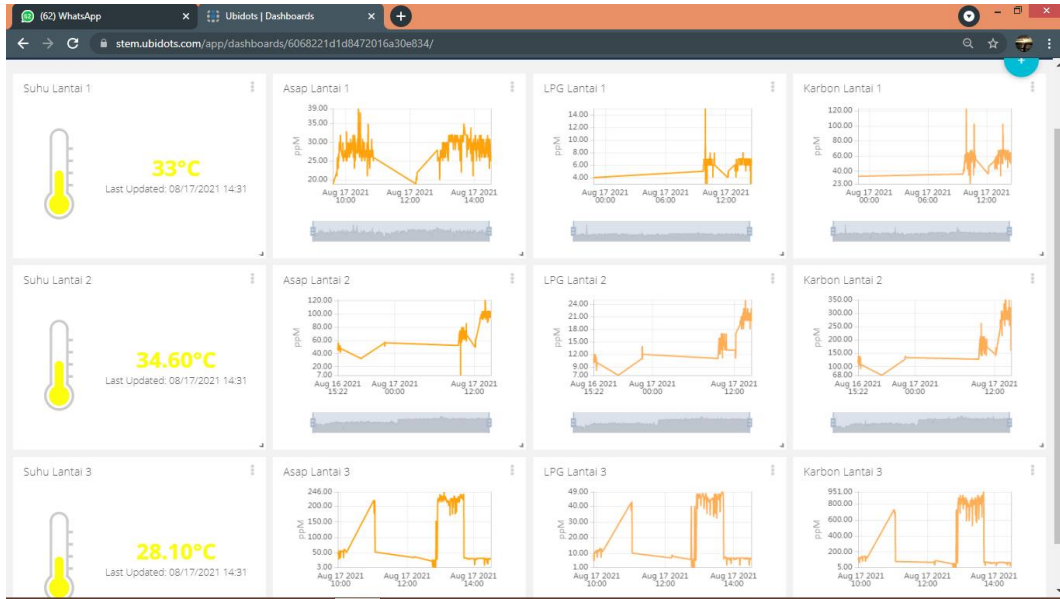 (62) WhatsApp
Ubidots | Dashboards
stem.ubidots.com/app/dashboards/6068221d1d8472016a30e834/
Suhu Lantai 1
33°C
Last Updated: 08/17/2021 14:31
Asap Lantai 1
ppM
39.00
35.00
30.00
25.00
20.00
Aug 17 2021 Aug 17 2021 Aug 17 2021
10:00 12:00 14:00
LPG Lantai 1
ppM
14.00
12.00
10.00
8.00
6.00
4.00
Aug 17 2021 Aug 17 2021 Aug 17 2021
00:00 06:00 12:00
Karbon Lantai 1
ppM
120.00
100.00
80.00
60.00
40.00
23.00
Aug 17 2021 Aug 17 2021 Aug 17 2021
00:00 06:00 12:00
Suhu Lantai 2
34.60°C
Last Updated: 08/17/2021 14:31
Asap Lantai 2
ppM
120.00
100.00
80.00
60.00
40.00
20.00
7.00
Aug 16 2021 Aug 17 2021 Aug 17 2021
15:22 00:00 12:00
LPG Lantai 2
ppM
24.00
21.00
18.00
15.00
12.00
9.00
7.00
Aug 16 2021 Aug 17 2021 Aug 17 2021
15:22 00:00 12:00
Karbon Lantai 2
ppM
350.00
300.00
250.00
200.00
150.00
100.00
68.00
Aug 16 2021 Aug 17 2021 Aug 17 2021
15:22 00:00 12:00
Suhu Lantai 3
28.10°C
Last Updated: 08/17/2021 14:31
Asap Lantai 3
ppM
246.00
200.00
150.00
100.00
50.00
3.00
Aug 17 2021 Aug 17 2021 Aug 17 2021
10:00 12:00 14:00
LPG Lantai 3
ppM
49.00
40.00
30.00
20.00
10.00
1.00
Aug 17 2021 Aug 17 2021 Aug 17 2021
10:00 12:00 14:00
Karbon Lantai 3
ppM
951.00
800.00
600.00
400.00
200.00
5.00
Aug 17 2021 Aug 17 2021 Aug 17 2021
10:00 12:00 14:00